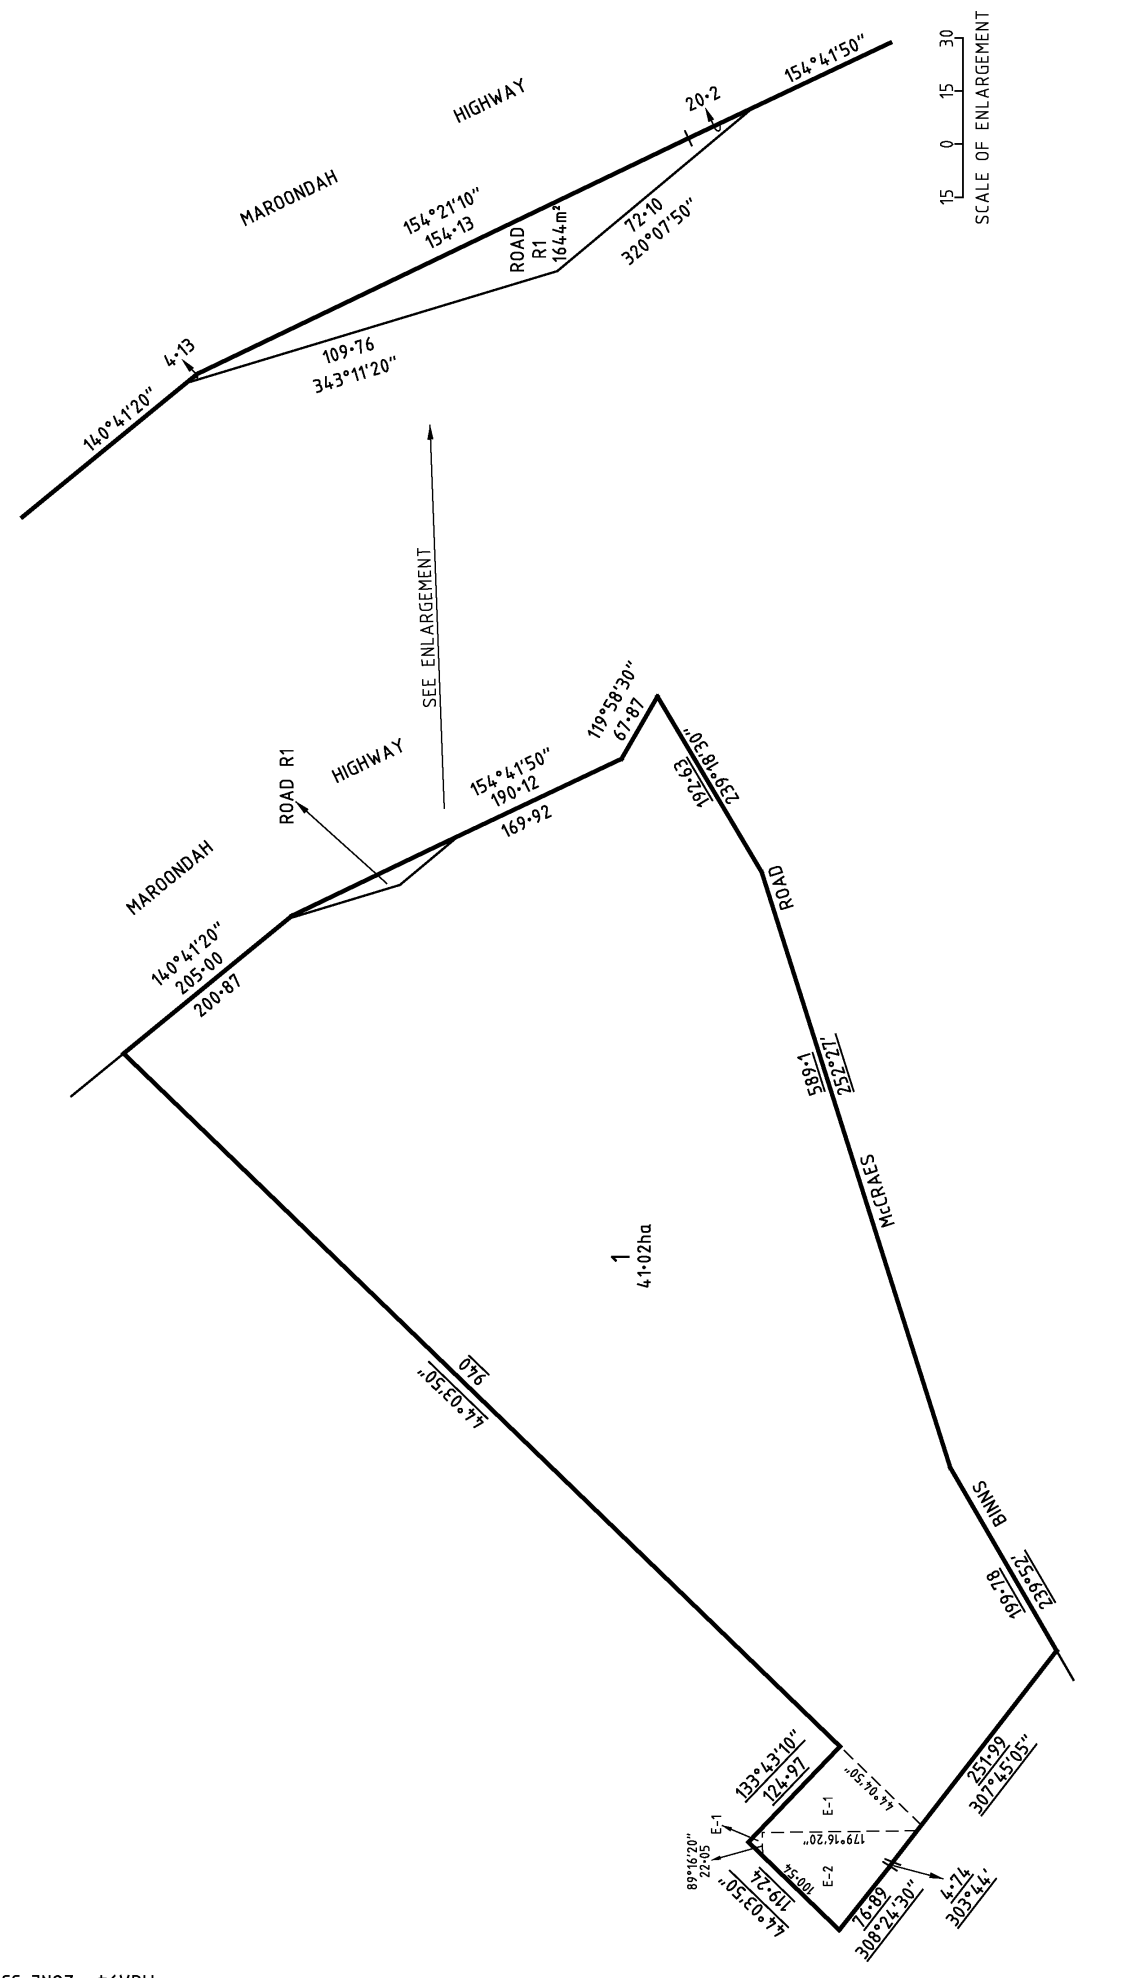 154°41'50"
20·2
30
15
0
15
SCALE OF ENLARGEMENT
HIGHWAY
MAROONDAH
154°21'10"
154·13
ROAD
R1
1644m²
72·10
320°07'50"
4·13
109·76
343°11'20"
140°41'20"
SEE ENLARGEMENT
119°58'30"
67·87
HIGHWAY
ROAD R1
154°41'50"
190·12
169·92
192·63
239°18'30"
MAROONDAH
140°41'20"
205·00
200·87
ROAD
589·1
252°27'
McCRAES
1
41·02ha
940
44°03'50"
BINNS
199·78
239°52'
133°43'10"
124·97
44°04'50"
251·99
307°45'05"
E-1
E-1
179°16'20"
89°16'20"
22·05
100·54
E-2
119·24
44°03'50"
76·89
308°24'30"
4·74
303°44'